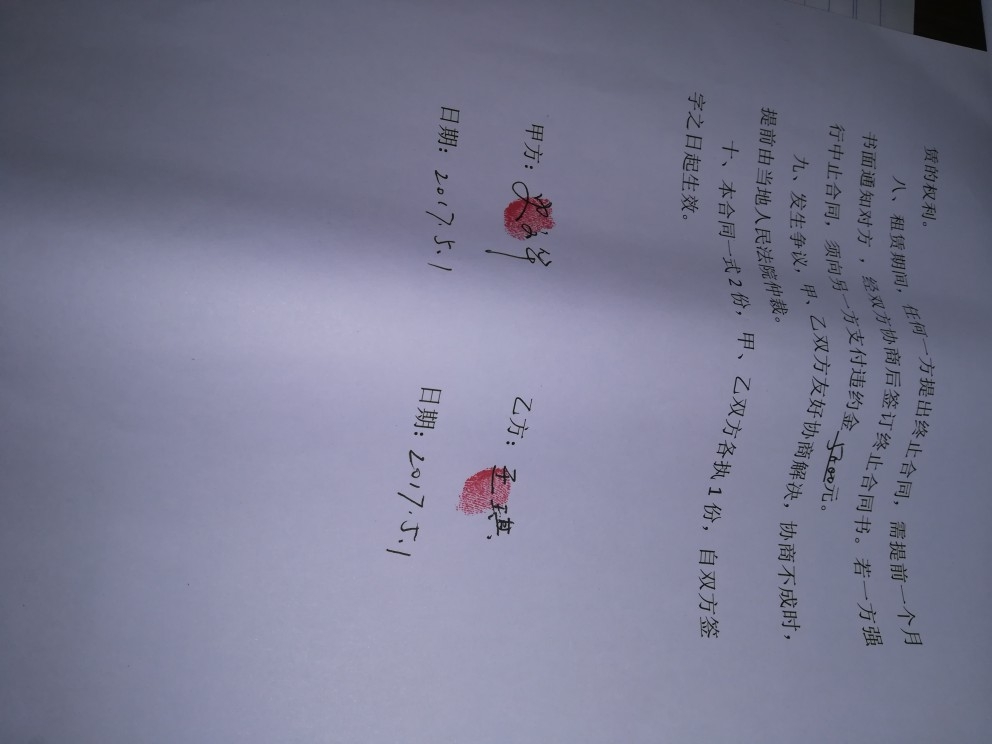 赁的权利。
八、租赁期间，任何一方提出终止合同，需提前一个月
书面通知对方，经双方协商后签订终止合同书。若一方强
行中止合同，须向另一方支付违约金5000元。
九、发生争议，甲、乙双方友好协商解决，协商不成时，
提前由当地人民法院仲裁。
十、本合同一式2份，甲、乙双方各执1份，自双方签
字之日起生效。
甲方：
乙方：王琪
日期：2017.5.1
日期：2017.5.1